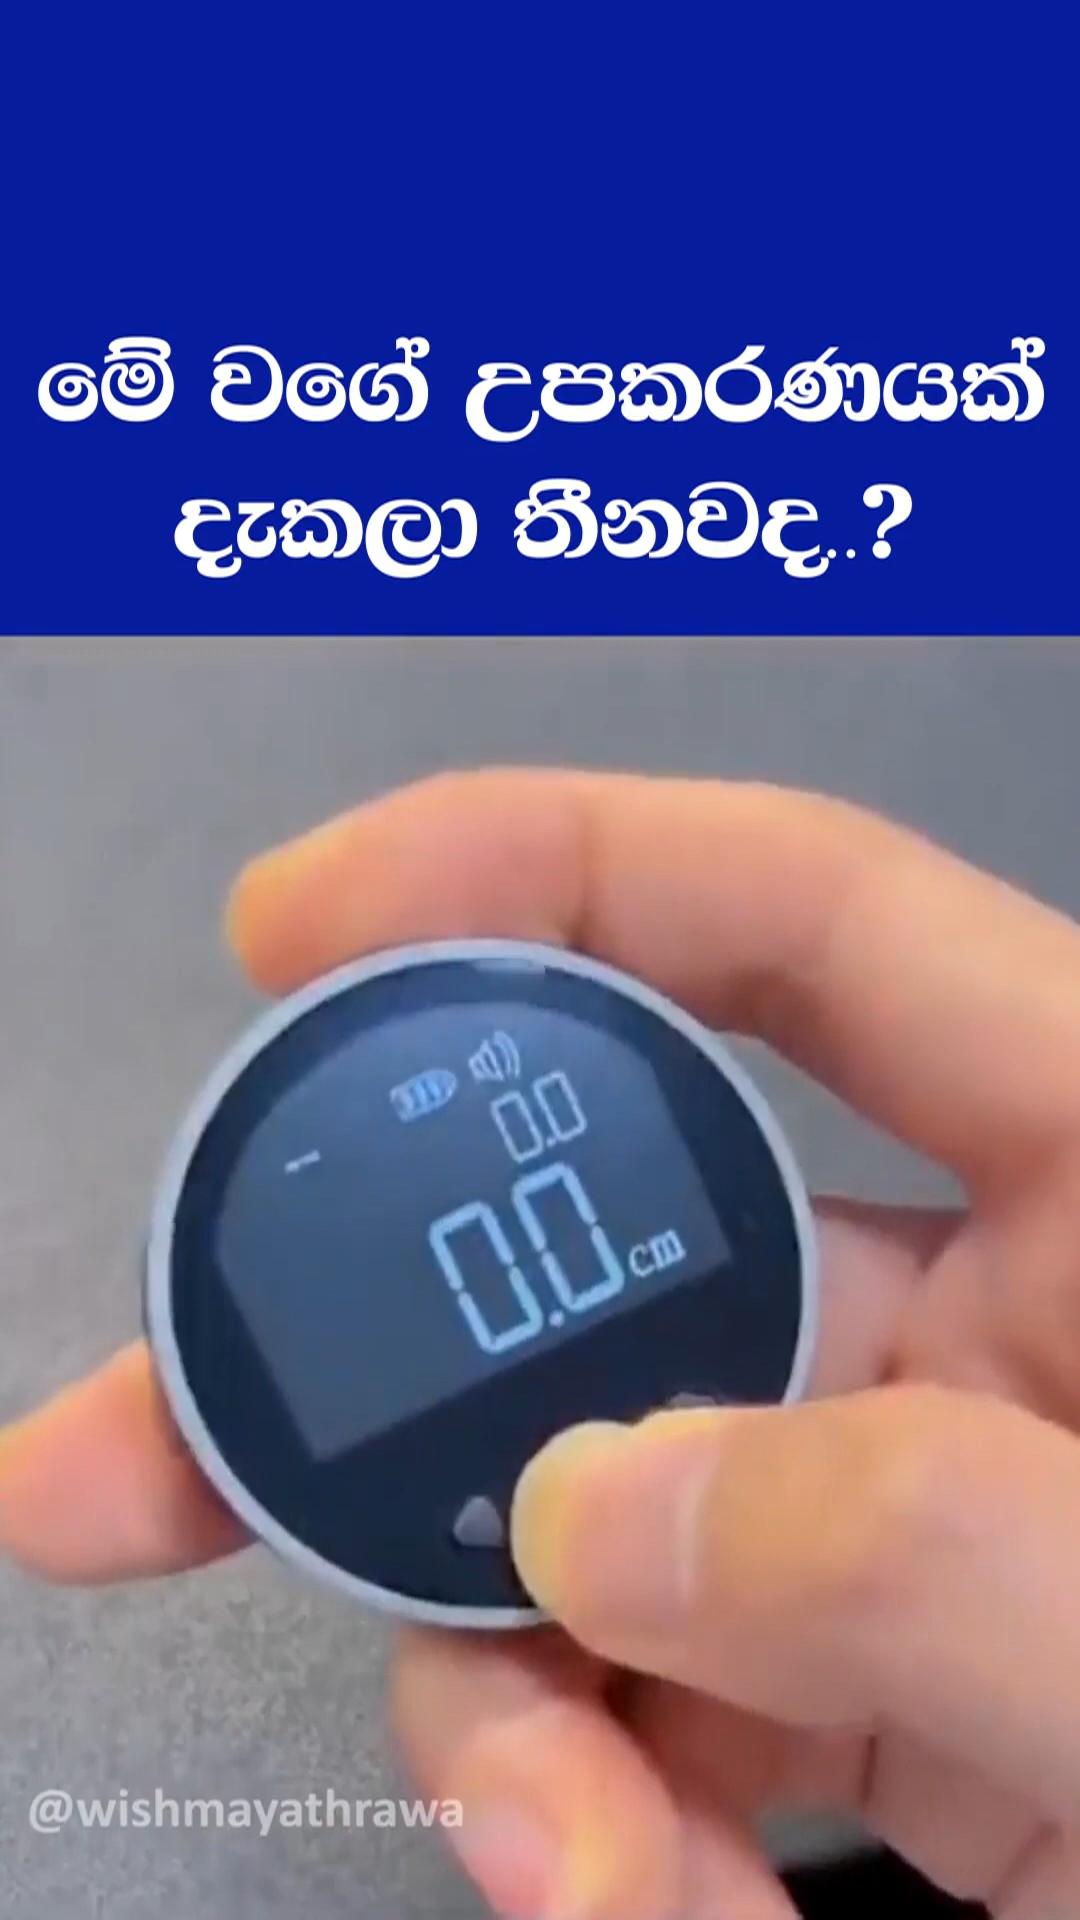 මේ වගේ උපකරණයක්
දැකලා තීනවද..?
0.0
0.0 cm
@wishmayathrawa